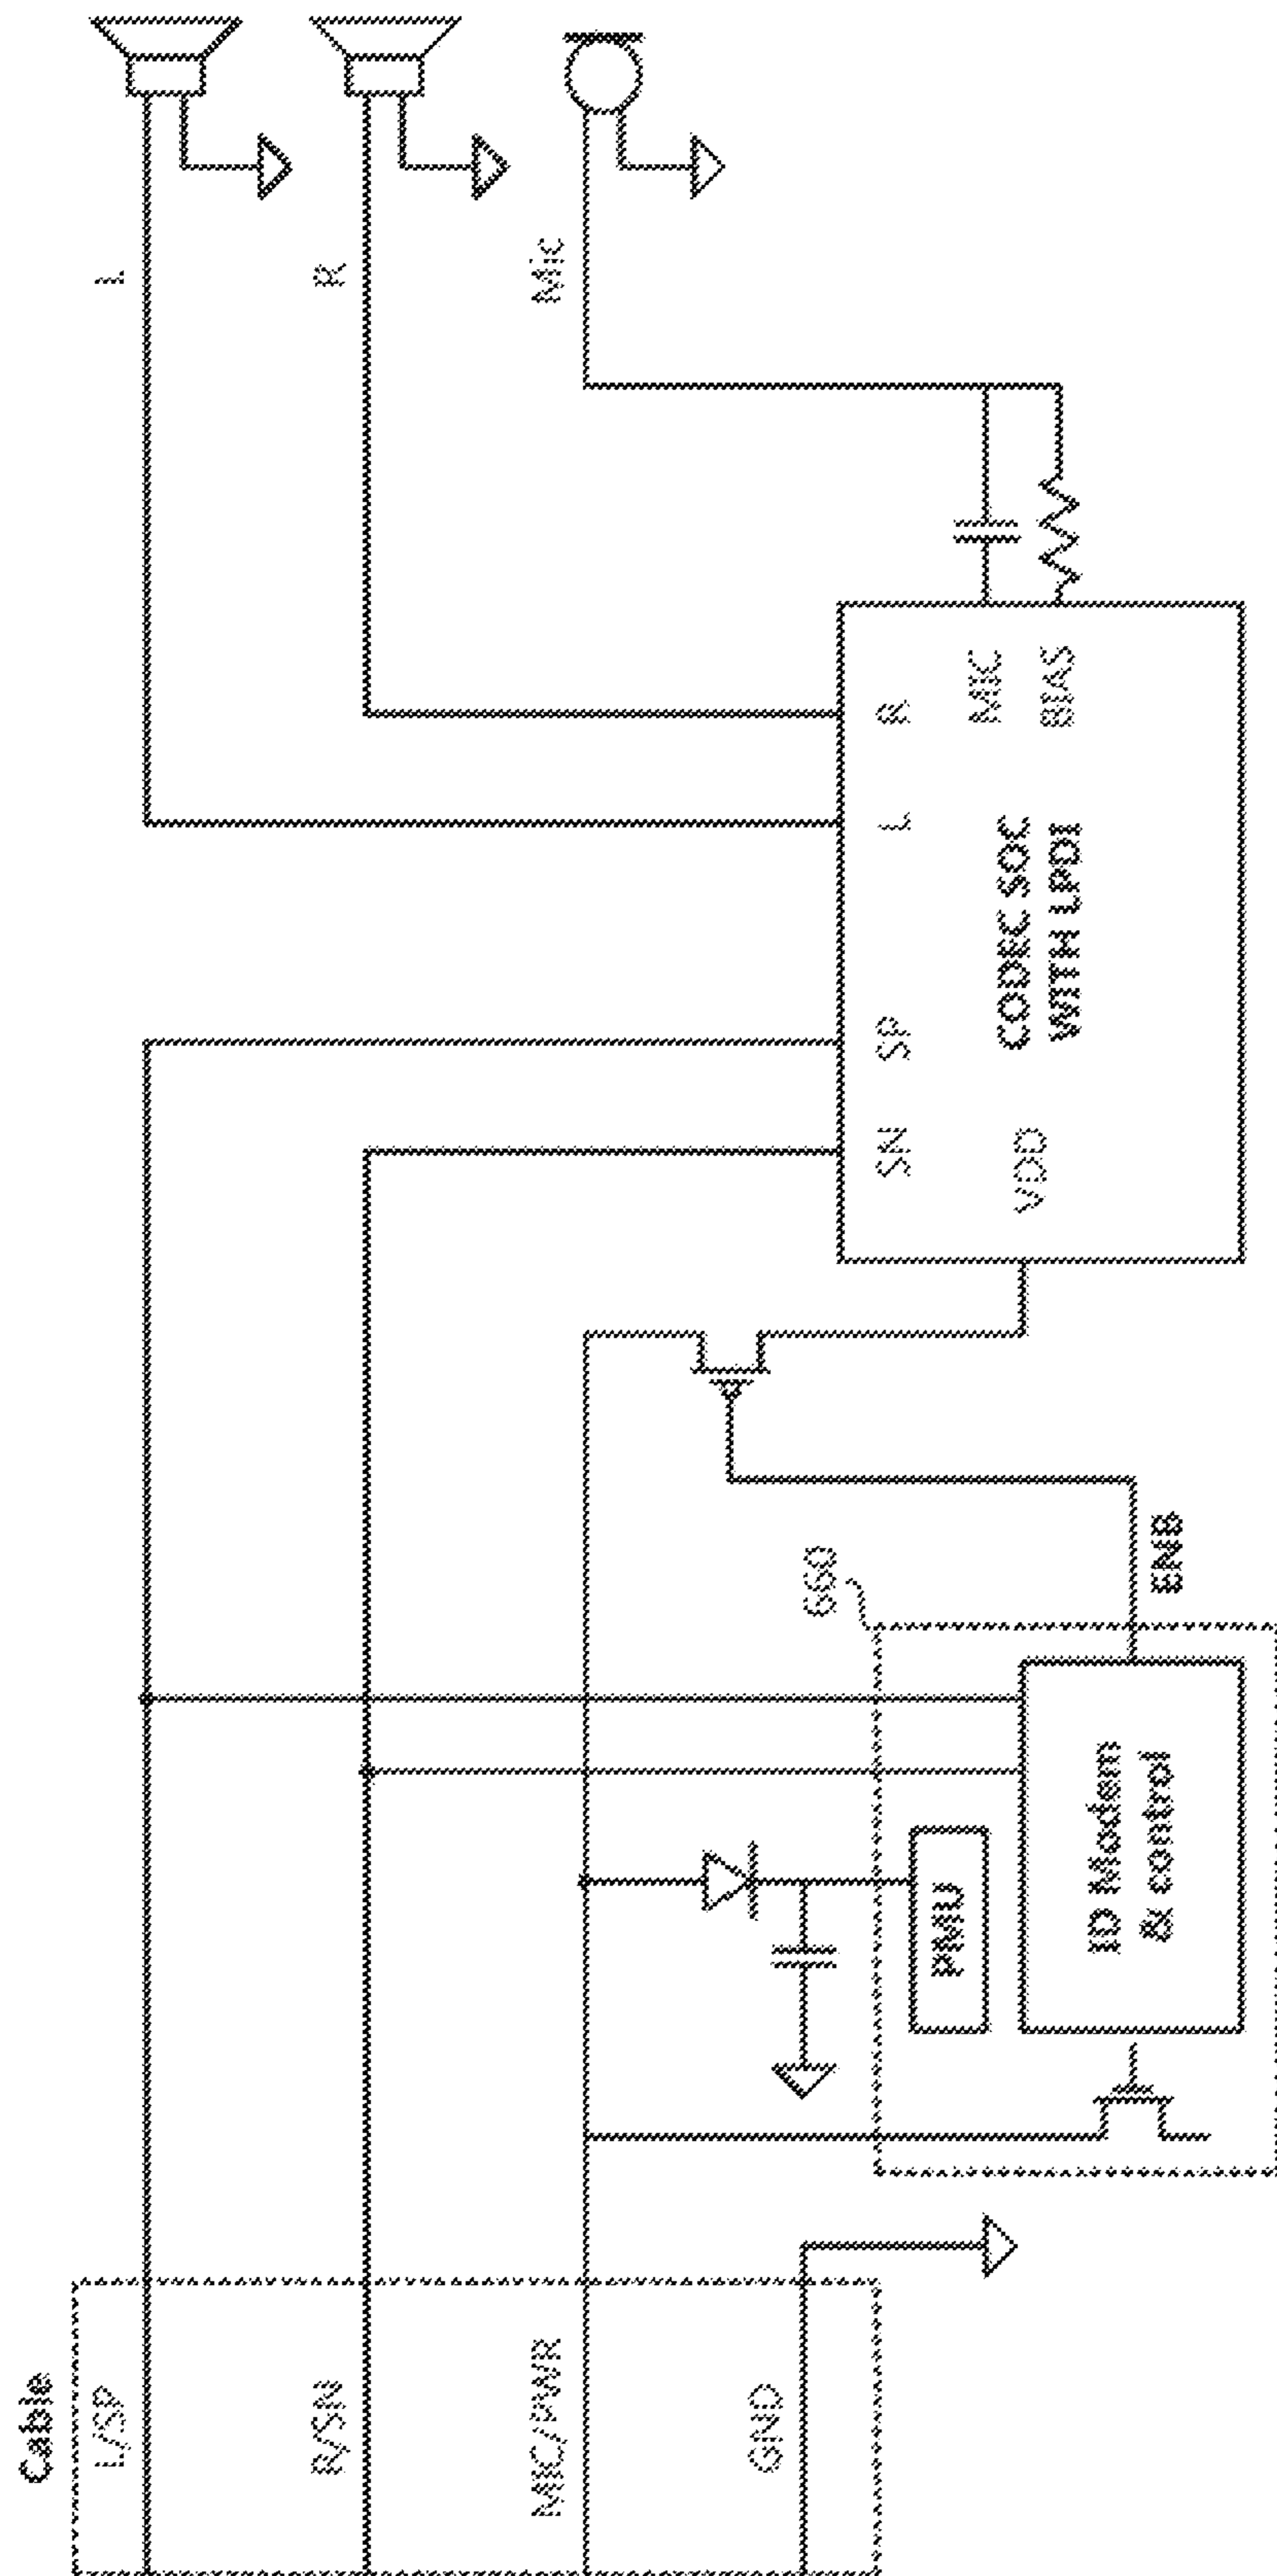 Cable
L/SP
R/SN
MIC/PWR
GND
660
PMU
ID Modem
& control
ENB
SN
SP
L
R
VDD
CODEC SOC
WITH LPDI
MIC
BIAS
L
R
Mic